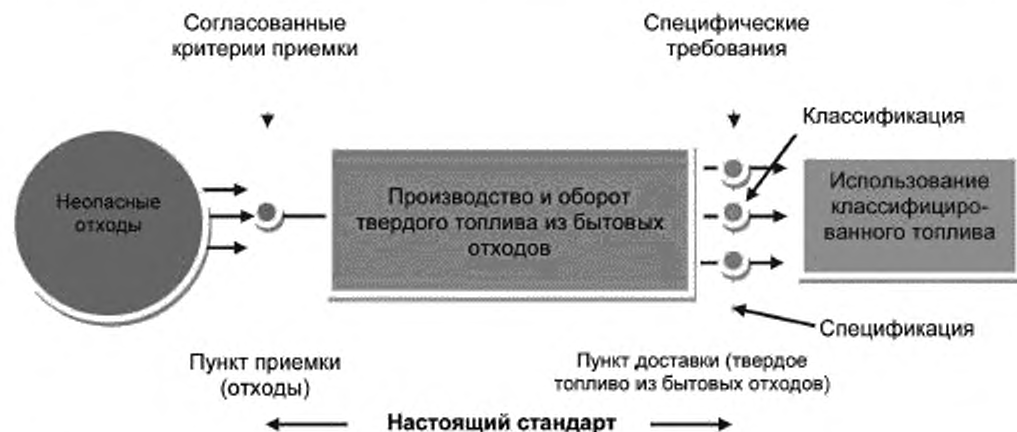 Согласованные
критерии приемки
Специфические
требования
Классификация
Неопасные
отходы
Производство и оборот
твердого топлива из бытовых
отходов
Использование
классифициро-
ванного топлива
Спецификация
Пункт приемки
(отходы)
Пункт доставки (твердое
топливо из бытовых отходов)
Настоящий стандарт